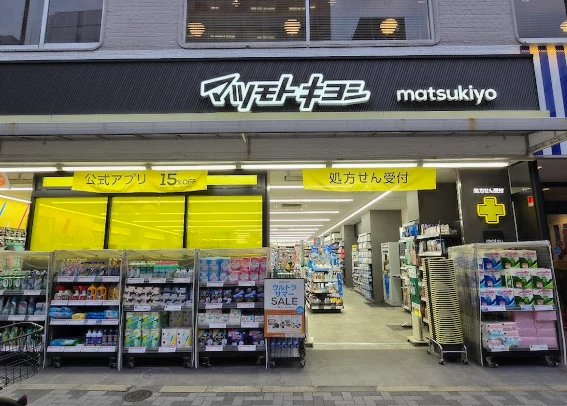 マツモトキヨシ matsukiyo
公式アプリ 15%OFF
処方せん受付
処方せん受付
matsu
SALE